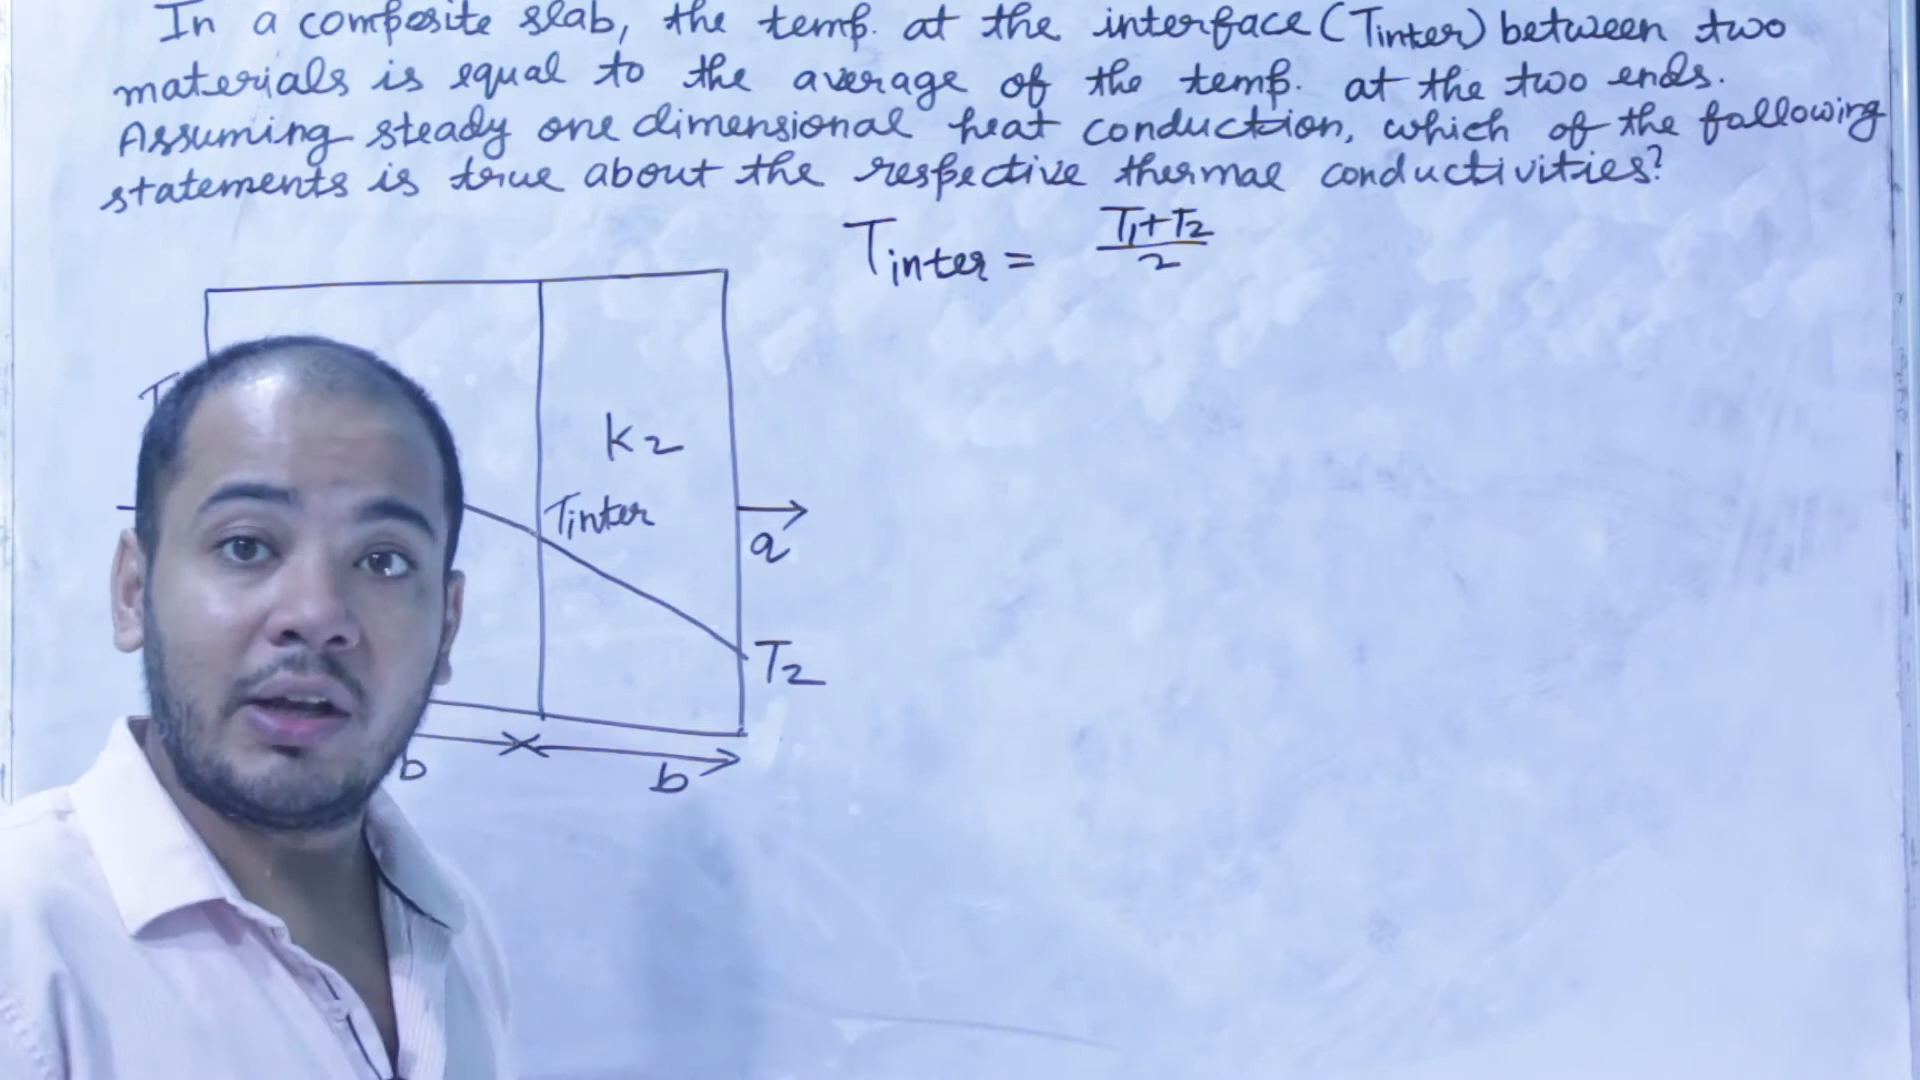 In a composite slab, the temp. at the interface (Tinter) between two
materials is equal to the average of the temp. at the two ends.
Assuming steady one dimensional heat conduction, which of the following
statements is true about the respective thermal conductivities?
Tinter = T1+T2
2
K2
Tinter
q
T2
b
b